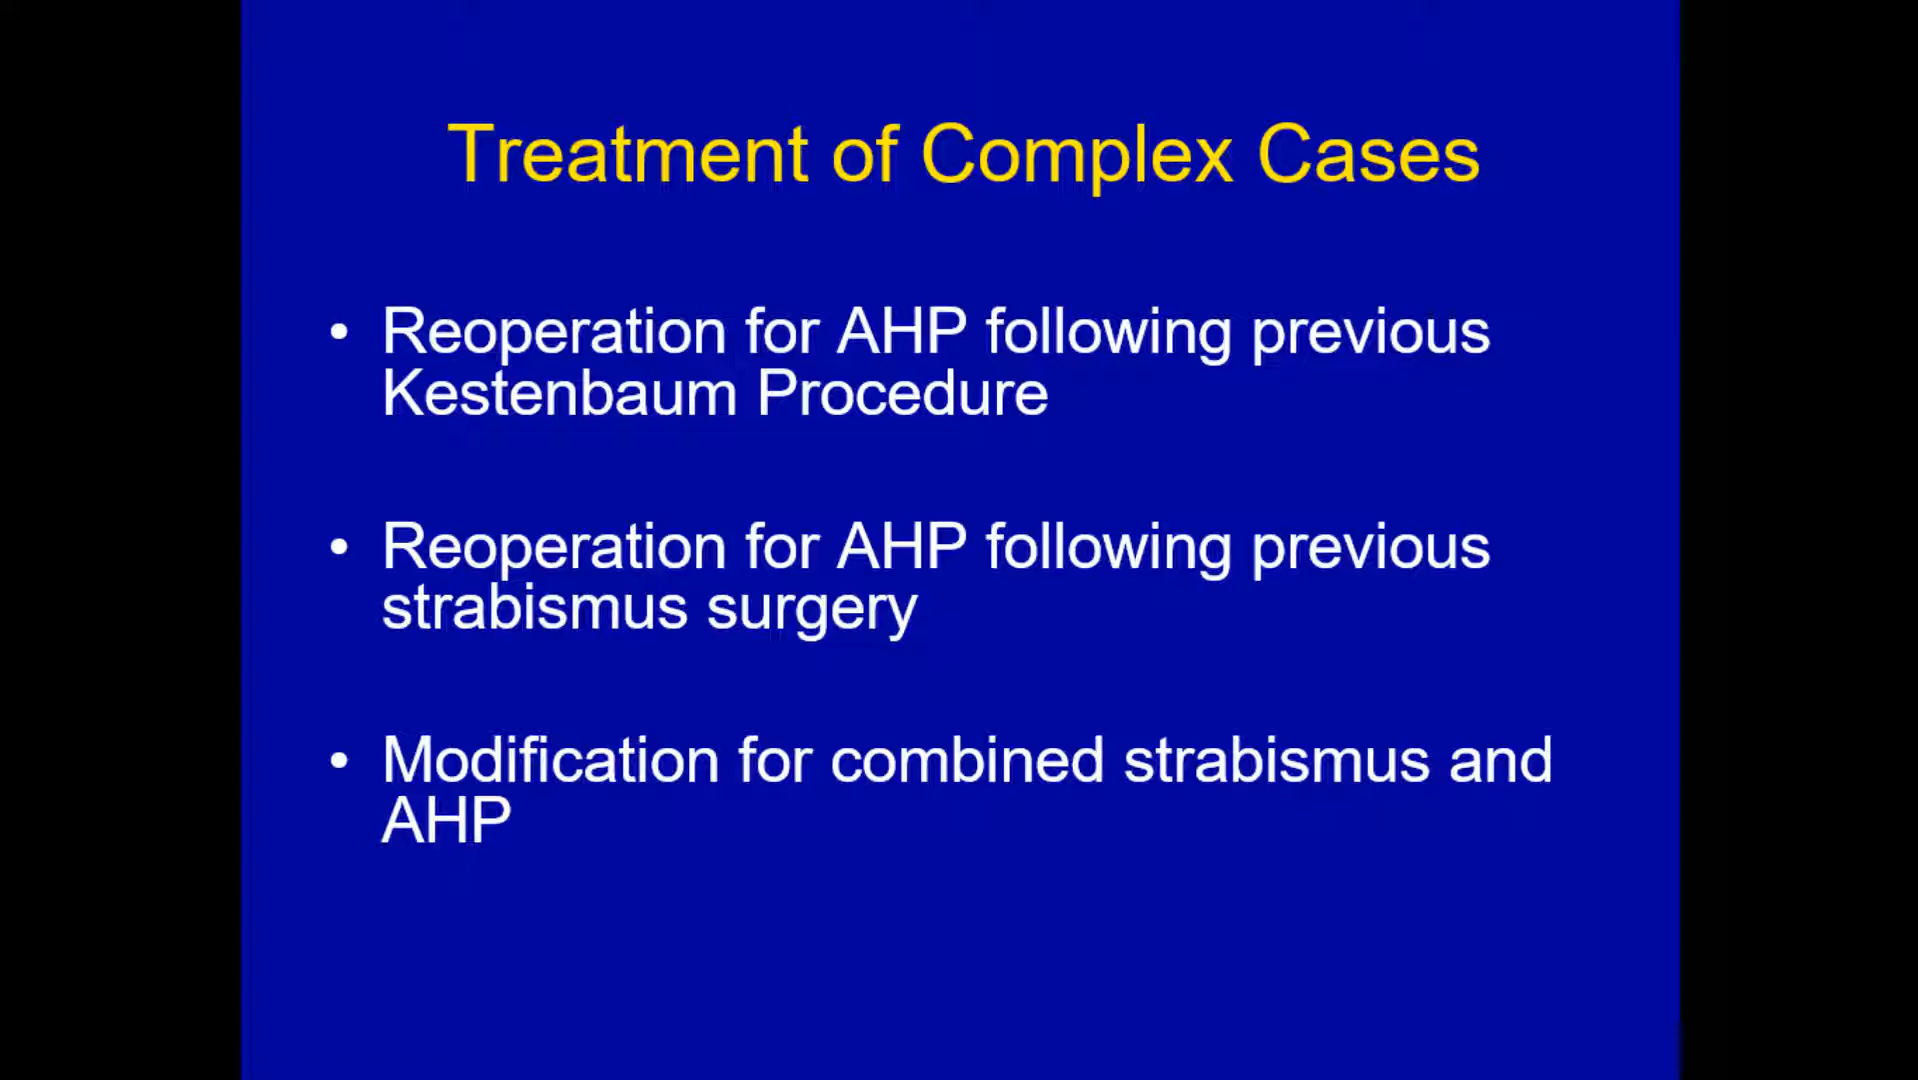 Treatment of Complex Cases
• Reoperation for AHP following previous
Kestenbaum Procedure
• Reoperation for AHP following previous
strabismus surgery
• Modification for combined strabismus and
AHP